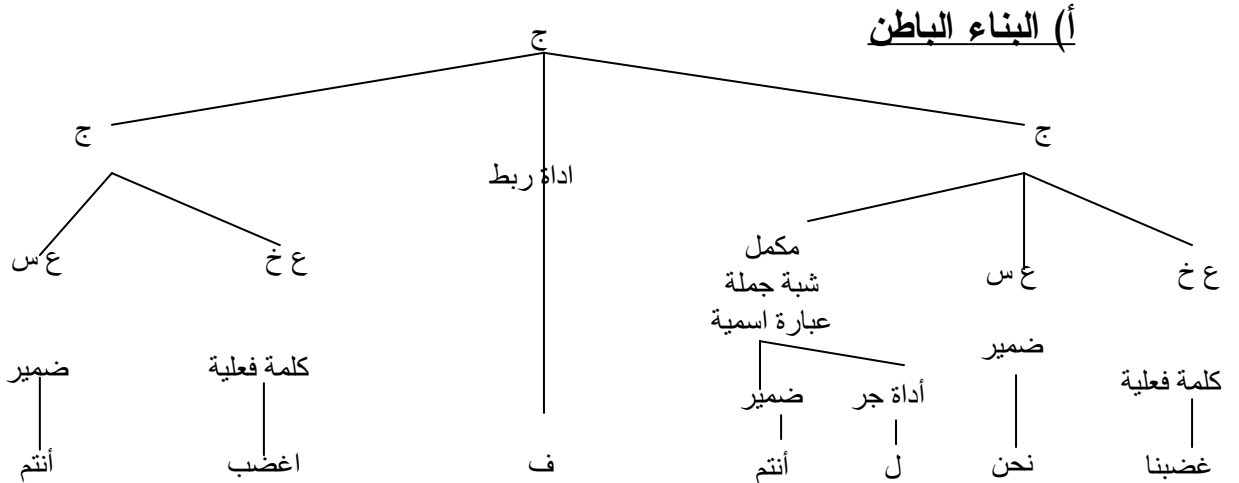 أ) البناء الباطن
ج
ج
ج
اداة ربط
ع خ
ع س
مكمل
شبة جملة
عبارة اسمية
ع خ
ع س
كلمة فعلية
ضمير
أداة جر
ضمير
كلمة فعلية
ضمير
غضبنا
نحن
ل
أنتم
ف
اغضب
أنتم